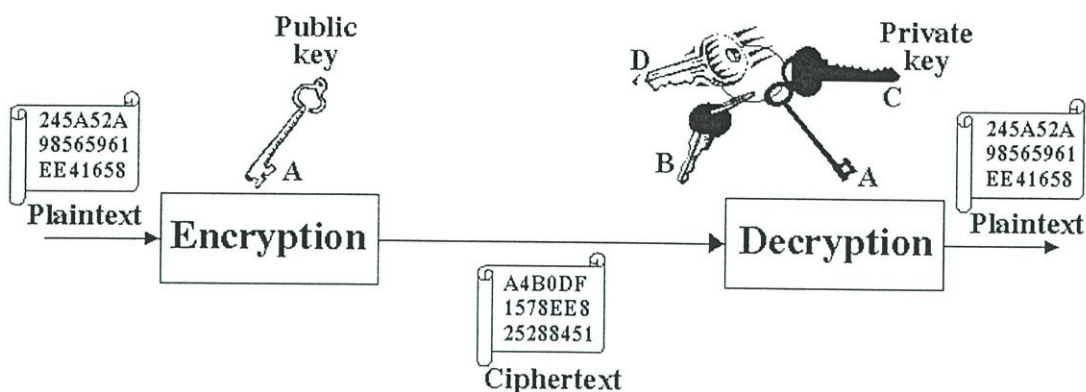 Public
key
A
D
Private
key
C
B
A
245A52A
98565961
EE41658
Plaintext
Encryption
A4B0DF
1578EE8
25288451
Ciphertext
Decryption
245A52A
98565961
EE41658
Plaintext